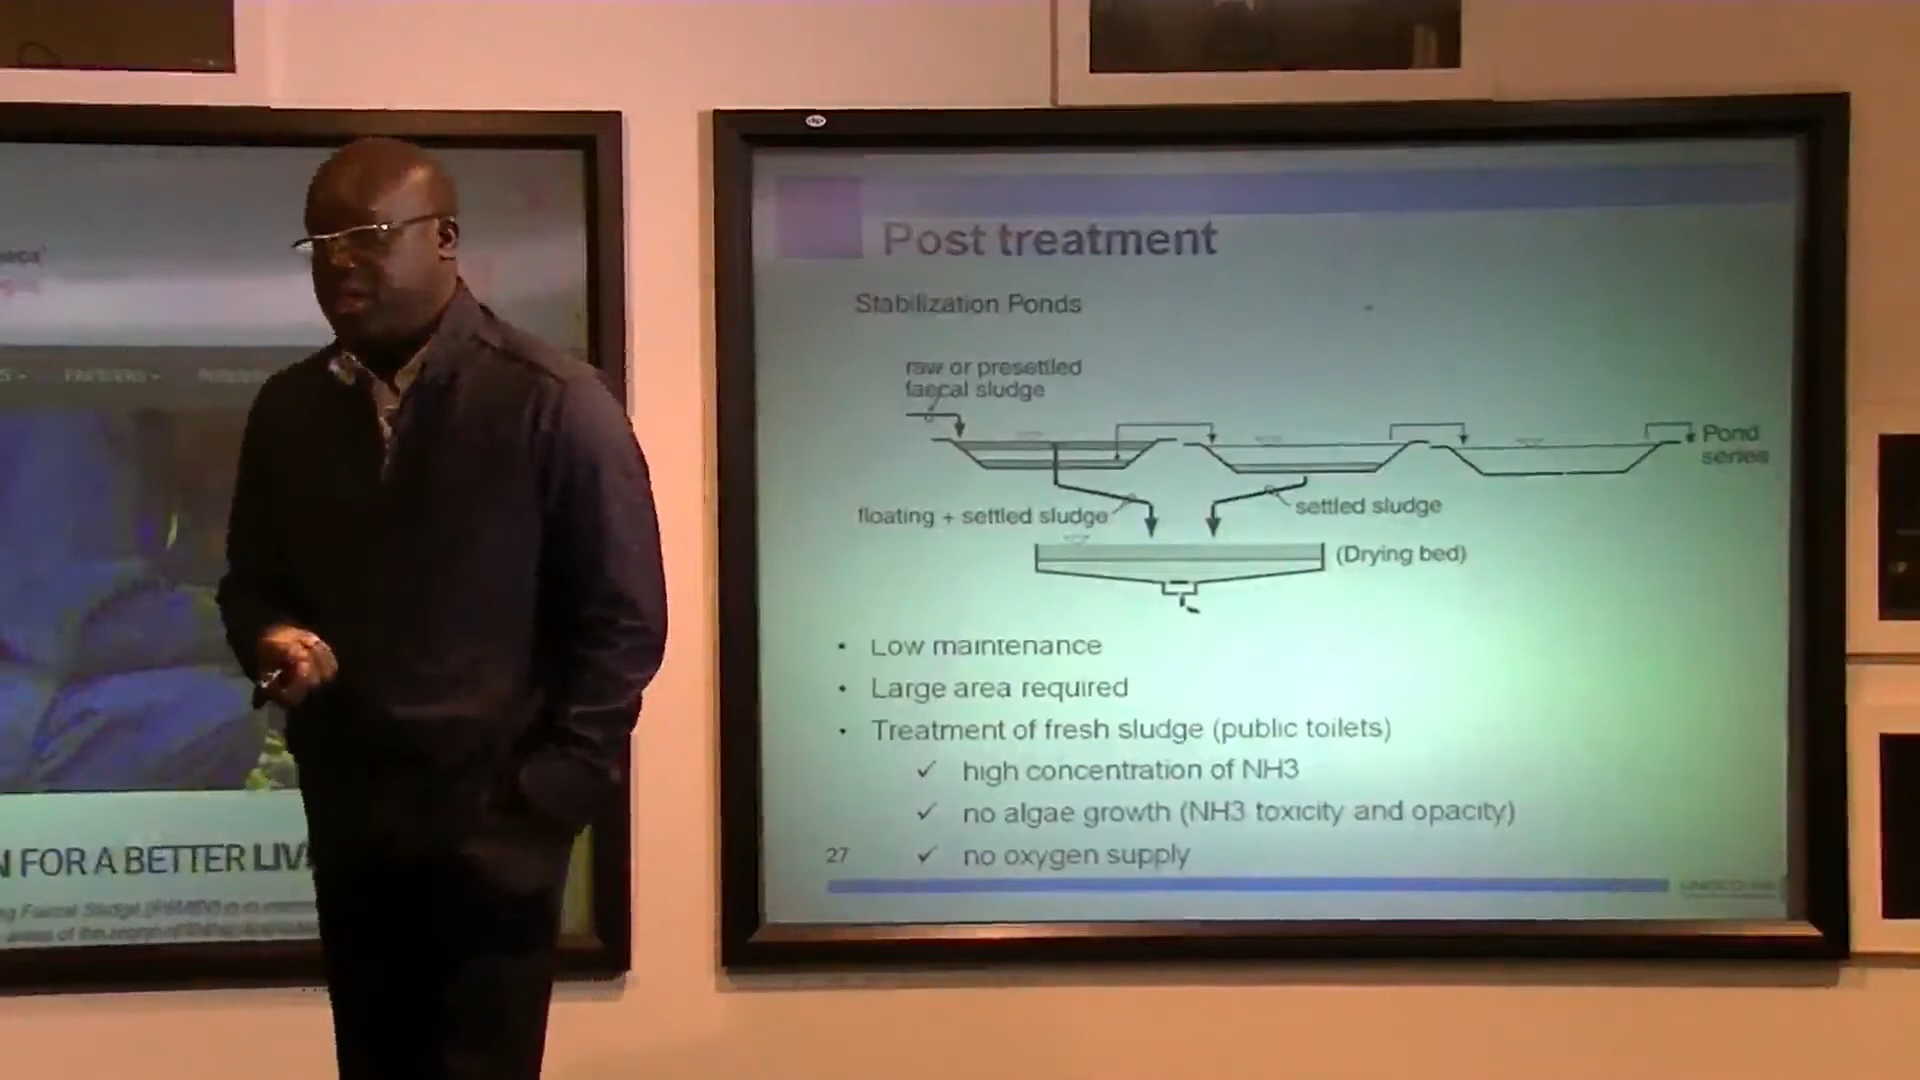 PARTNERS
N FOR A BETTER LIVI
Post treatment
Stabilization Ponds
raw or presettled
faecal sludge
Pond
series
floating + settled sludge
settled sludge
(Drying bed)
• Low maintenance
• Large area required
• Treatment of fresh sludge (public toilets)
✓ high concentration of NH3
✓ no algae growth (NH3 toxicity and opacity)
✓ no oxygen supply
27